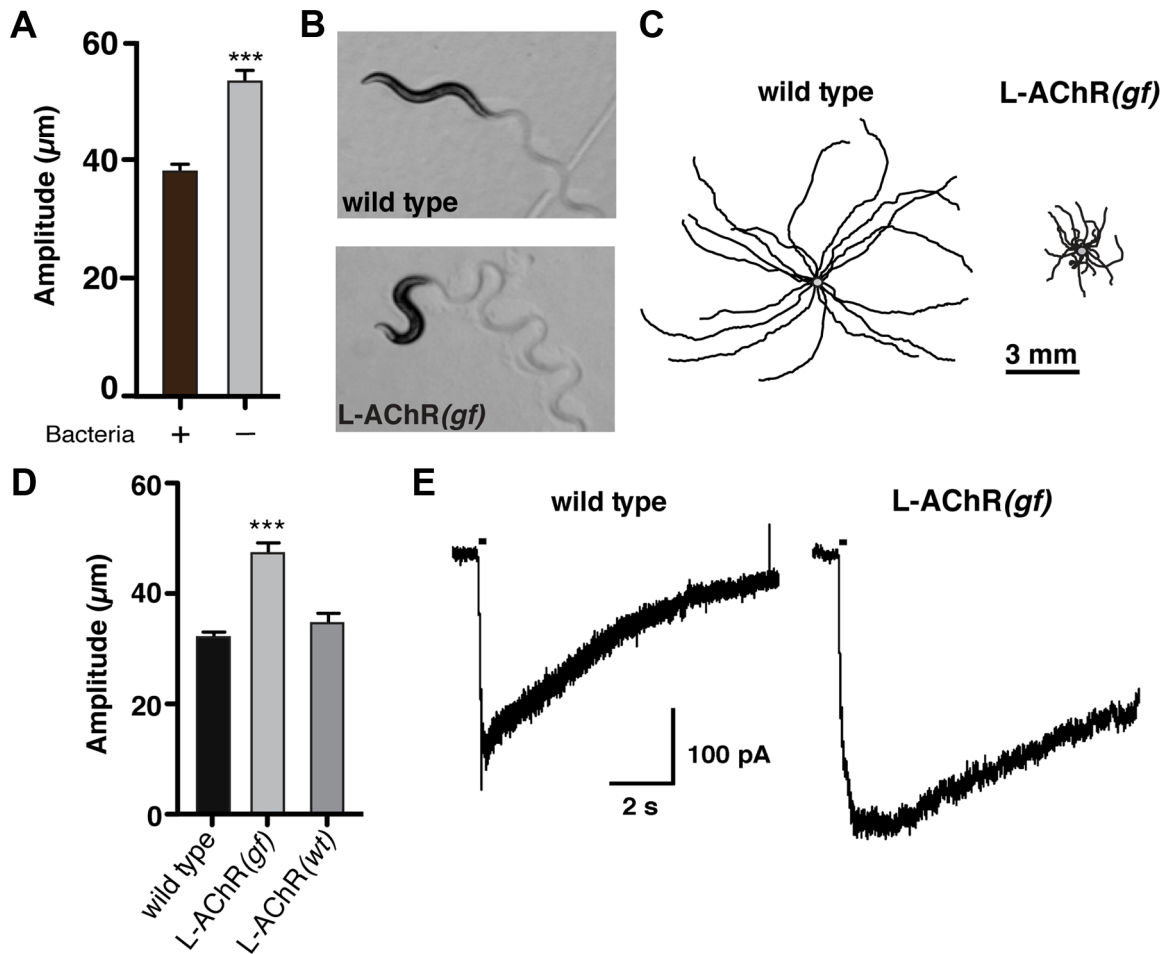 A
60
40
20
0
Amplitude (µm)
***
Bacteria + −
B
wild type
L-AChR(gf)
C
wild type
L-AChR(gf)
3 mm
D
60
40
20
0
Amplitude (µm)
***
wild type
L-AChR(gf)
L-AChR(wt)
E
wild type
L-AChR(gf)
100 pA
2 s